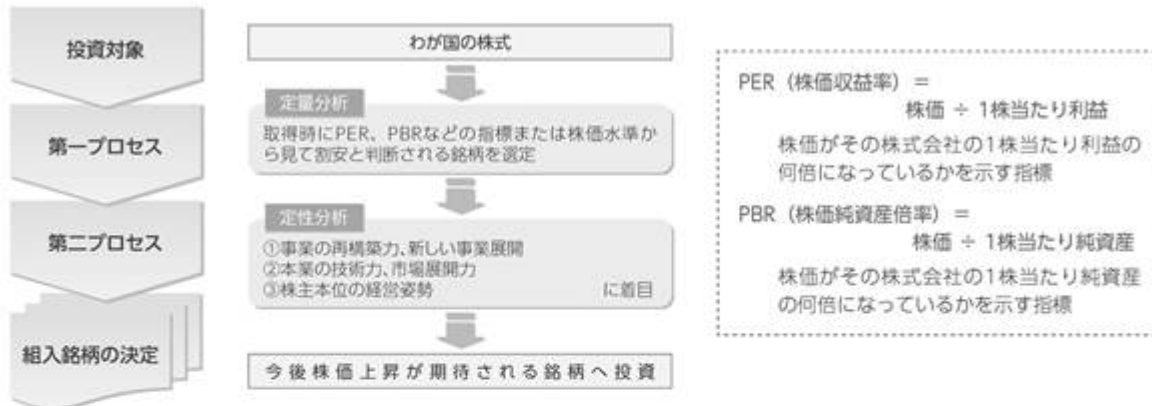 投資対象
わが国の株式
定量分析
第一プロセス
取得時にPER、PBRなどの指標または株価水準か
ら見て割安と判断される銘柄を選定
定性分析
第二プロセス
①事業の再構築力、新しい事業展開
②本業の技術力、市場展開力
③株主本位の経営姿勢 に着目
組入銘柄の決定
今後株価上昇が期待される銘柄へ投資
PER（株価収益率）＝
株価 ÷ 1株当たり利益
株価がその株式会社の1株当たり利益の
何倍になっているかを示す指標
PBR（株価純資産倍率）＝
株価 ÷ 1株当たり純資産
株価がその株式会社の1株当たり純資産
の何倍になっているかを示す指標